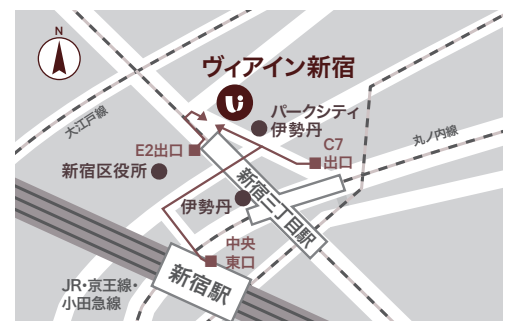 N
ヴィアイン新宿
Ui
パークシティ
伊勢丹
大江戸線
丸ノ内線
E2出口
C7
出口
新宿区役所
新宿三丁目駅
伊勢丹
中央
東口
新宿駅
JR・京王線・
小田急線